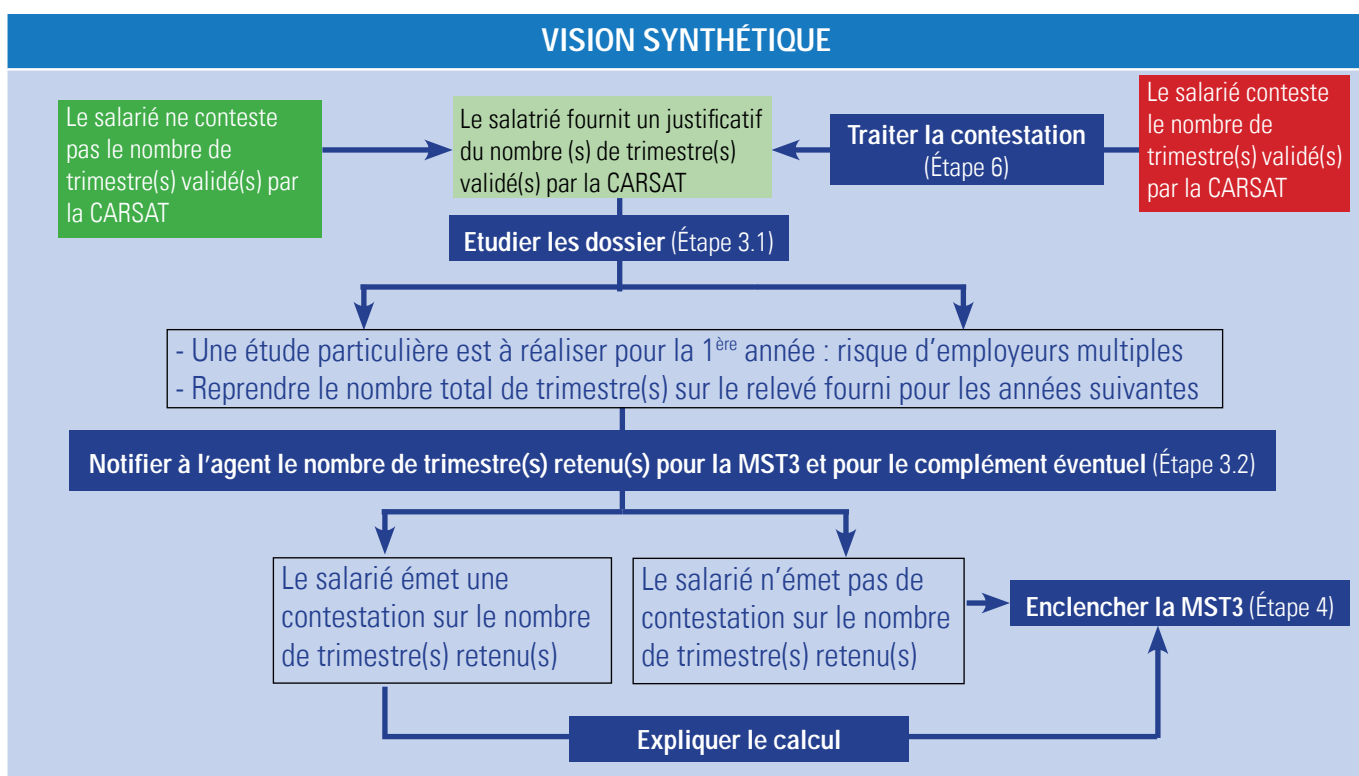 VISION SYNTHÉTIQUE
Le salarié ne conteste
pas le nombre de
trimestre(s) validé(s) par
la CARSAT
Le salatrié fournit un justificatif
du nombre (s) de trimestre(s)
validé(s) par la CARSAT
Traiter la contestation
(Étape 6)
Le salarié conteste
le nombre de
trimestre(s) validé(s)
par la CARSAT
Etudier les dossier (Étape 3.1)
- Une étude particulière est à réaliser pour la 1ère année : risque d'employeurs multiples
- Reprendre le nombre total de trimestre(s) sur le relevé fourni pour les années suivantes
Notifier à l'agent le nombre de trimestre(s) retenu(s) pour la MST3 et pour le complément éventuel (Étape 3.2)
Le salarié émet une
contestation sur le nombre
de trimestre(s) retenu(s)
Le salarié n'émet pas de
contestation sur le nombre
de trimestre(s) retenu(s)
Enclencher la MST3 (Étape 4)
Expliquer le calcul